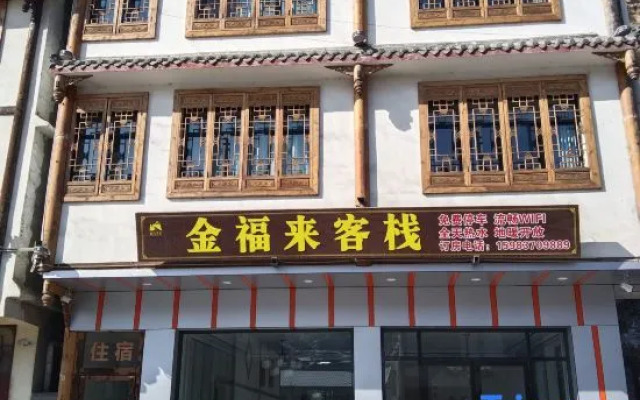 金福来客栈
免费停车 流畅WIFI
全天热水 地暖开放
订房电话：15983709889
住宿